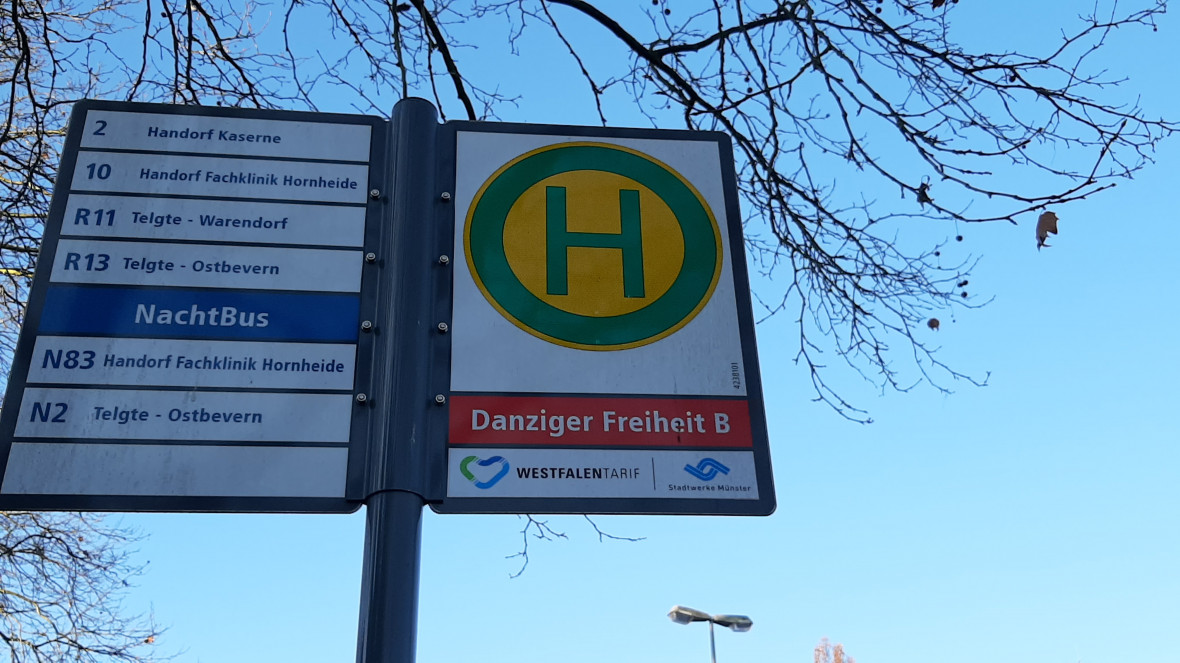 2 Handorf Kaserne
10 Handorf Fachklinik Hornheide
R11 Telgte - Warendorf
R13 Telgte - Ostbevern
NachtBus
N83 Handorf Fachklinik Hornheide
N2 Telgte - Ostbevern
H
4238101
Danziger Freiheit B
WESTFALENTARIF
Stadtwerke Münster